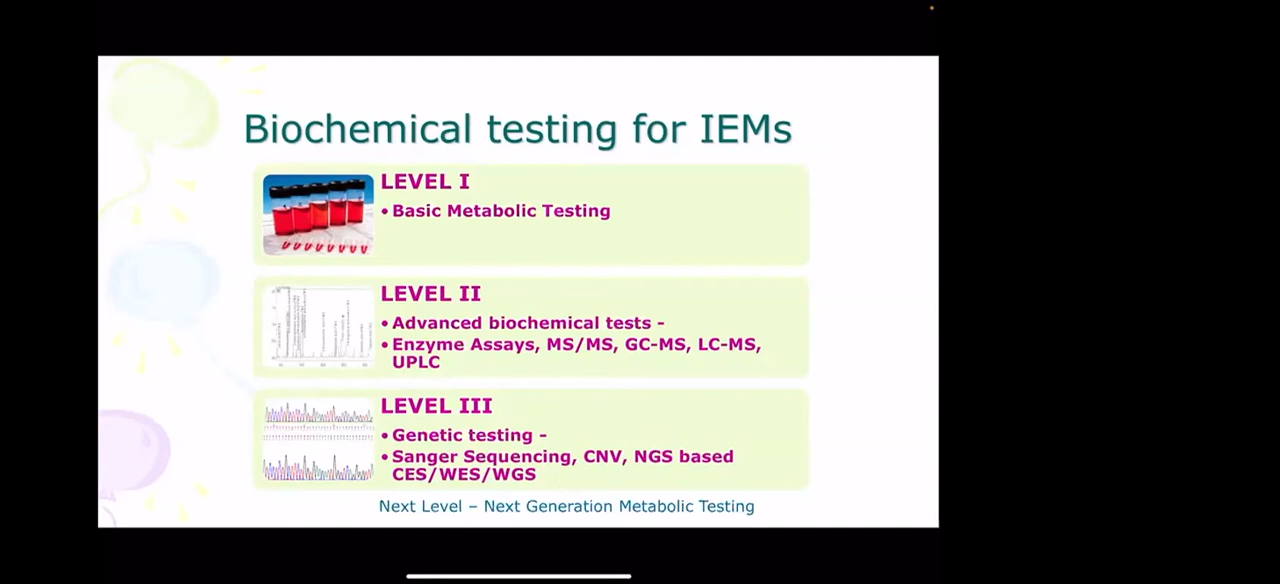 Biochemical testing for IEMs
LEVEL I
• Basic Metabolic Testing
LEVEL II
• Advanced biochemical tests -
• Enzyme Assays, MS/MS, GC-MS, LC-MS,
UPLC
LEVEL III
• Genetic testing -
• Sanger Sequencing, CNV, NGS based
CES/WES/WGS
Next Level – Next Generation Metabolic Testing